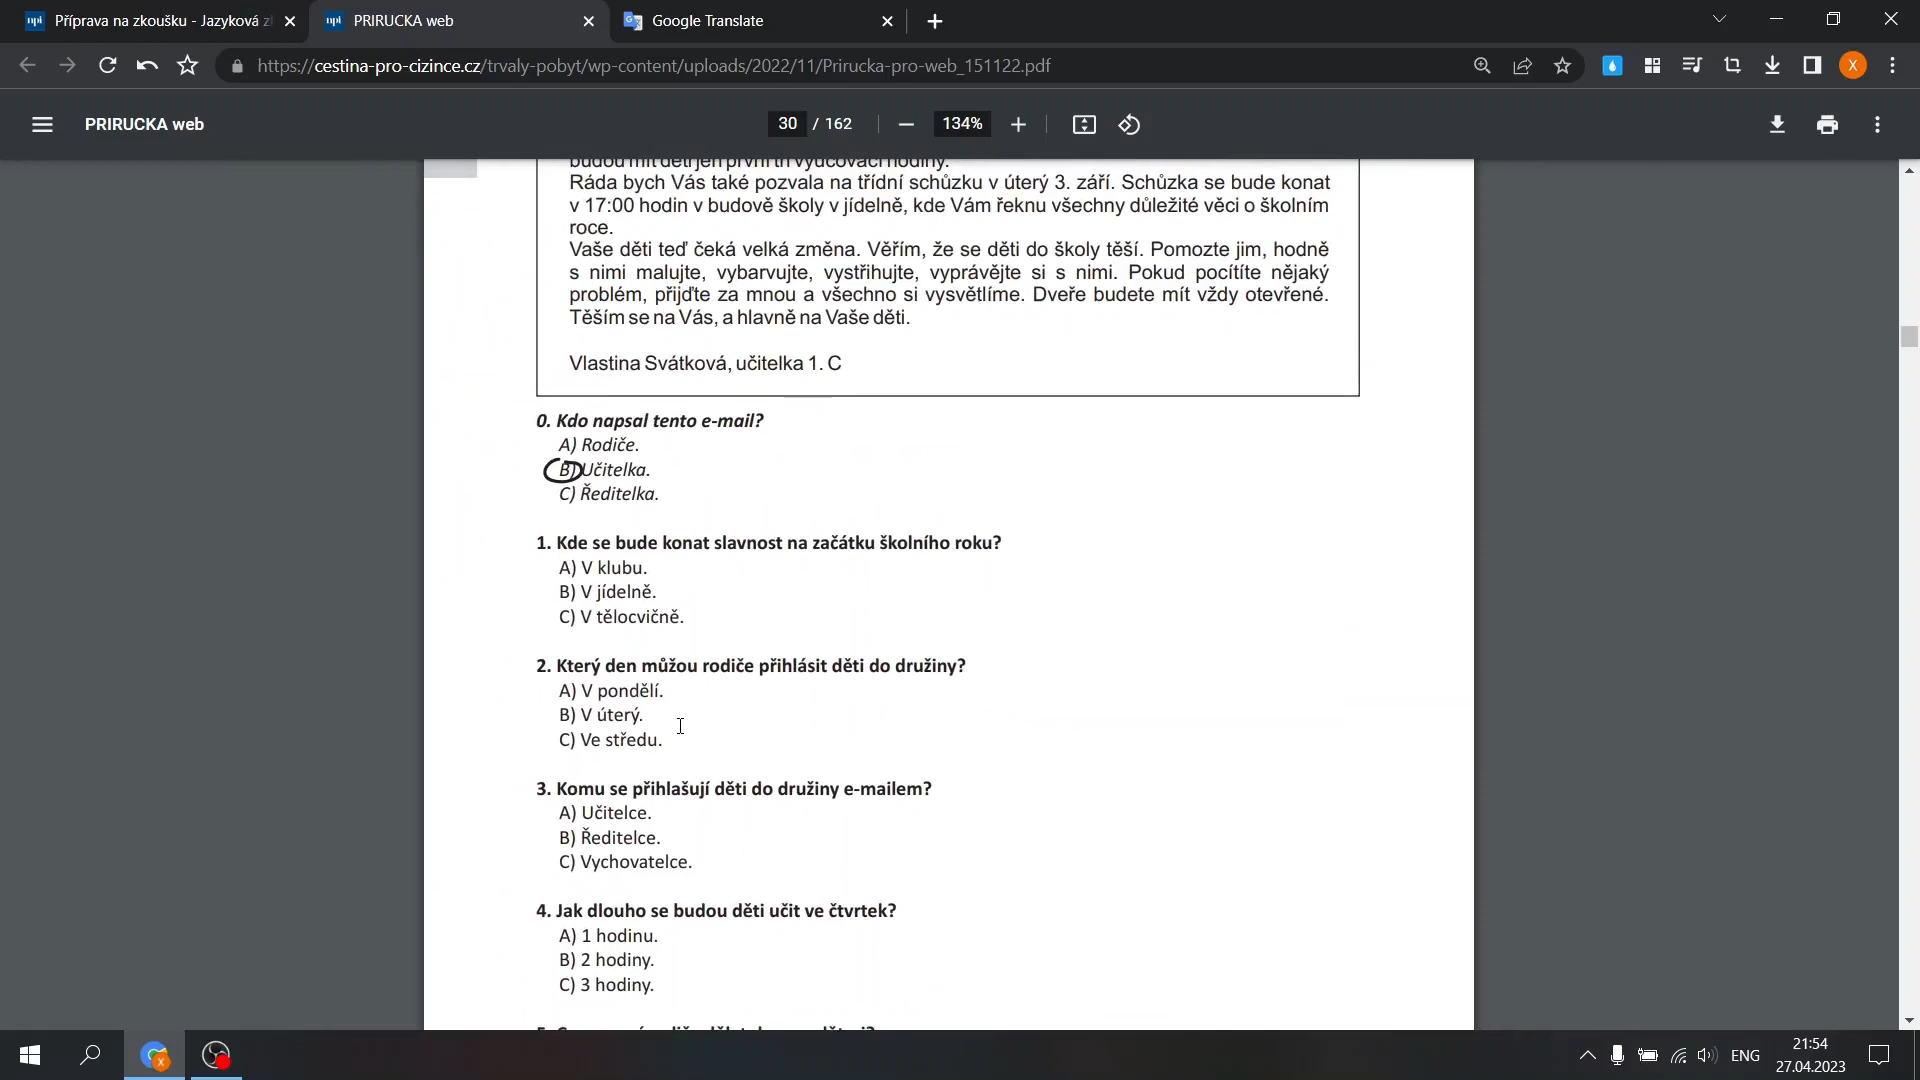 Příprava na zkoušku - Jazyková z
PRIRUCKA web
Google Translate
https://cestina-pro-cizince.cz/trvaly-pobyt/wp-content/uploads/2022/11/Prirucka-pro-web_151122.pdf
X
PRIRUCKA web
30 / 162
134%
budou mít děti jen první tři vyučovací hodiny.
Ráda bych Vás také pozvala na třídní schůzku v úterý 3. září. Schůzka se bude konat
v 17:00 hodin v budově školy v jídelně, kde Vám řeknu všechny důležité věci o školním
roce.
Vaše děti teď čeká velká změna. Věřím, že se děti do školy těší. Pomozte jim, hodně
s nimi malujte, vybarvujte, vystřihujte, vyprávějte si s nimi. Pokud pocítíte nějaký
problém, přijďte za mnou a všechno si vysvětlíme. Dveře budete mít vždy otevřené.
Těším se na Vás, a hlavně na Vaše děti.
Vlastina Svátková, učitelka 1. C
0. Kdo napsal tento e-mail?
A) Rodiče.
B) Učitelka.
C) Ředitelka.
1. Kde se bude konat slavnost na začátku školního roku?
A) V klubu.
B) V jídelně.
C) V tělocvičně.
2. Který den můžou rodiče přihlásit děti do družiny?
A) V pondělí.
B) V úterý.
C) Ve středu.
3. Komu se přihlašují děti do družiny e-mailem?
A) Učitelce.
B) Ředitelce.
C) Vychovatelce.
4. Jak dlouho se budou děti učit ve čtvrtek?
A) 1 hodinu.
B) 2 hodiny.
C) 3 hodiny.
ENG
21:54
27.04.2023